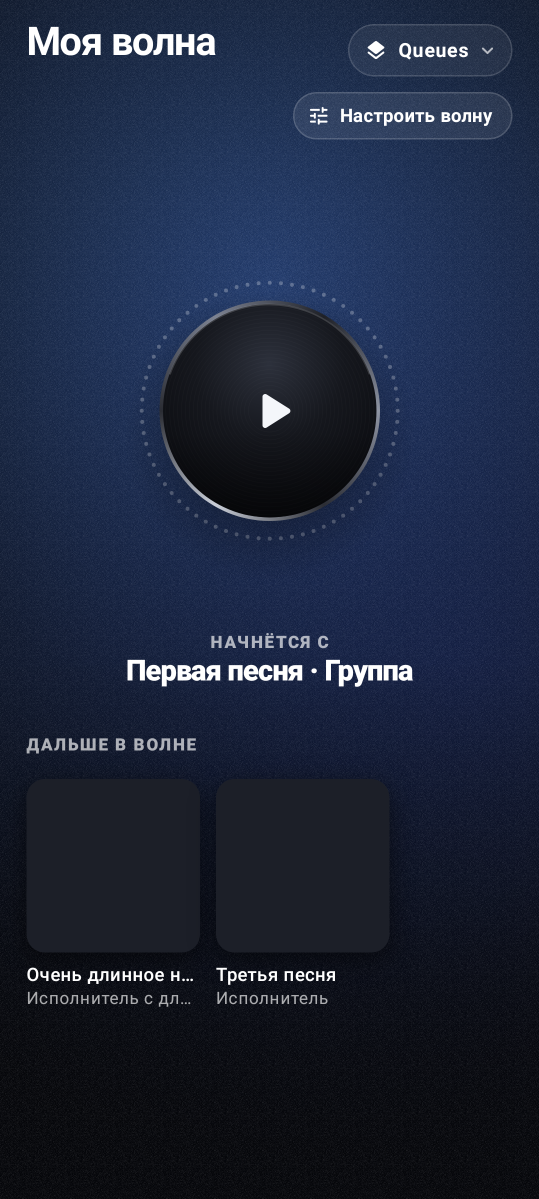 Моя волна
Queues
Настроить волну
НАЧНЁТСЯ С
Первая песня · Группа
ДАЛЬШЕ В ВОЛНЕ
Очень длинное н…
Исполнитель с дл…
Третья песня
Исполнитель